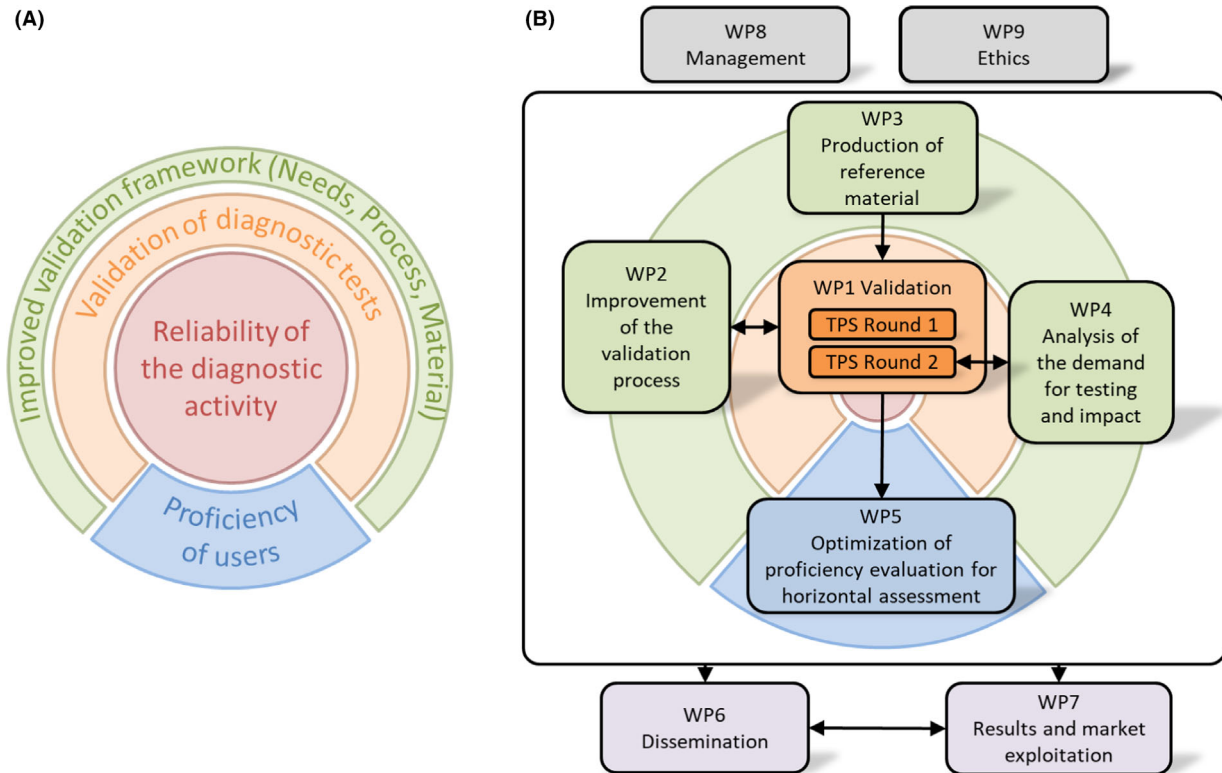 (A)
Improved validation framework (Needs, Process, Material)
Validation of diagnostic tests
Reliability of
the diagnostic
activity
Proficiency
of users
(B)
WP8
Management
WP9
Ethics
WP3
Production of
reference
material
WP2
Improvement
of the
validation
process
WP1 Validation
TPS Round 1
TPS Round 2
WP4
Analysis of
the demand
for testing
and impact
WP5
Optimization of
proficiency evaluation for
horizontal assessment
WP6
Dissemination
WP7
Results and market
exploitation